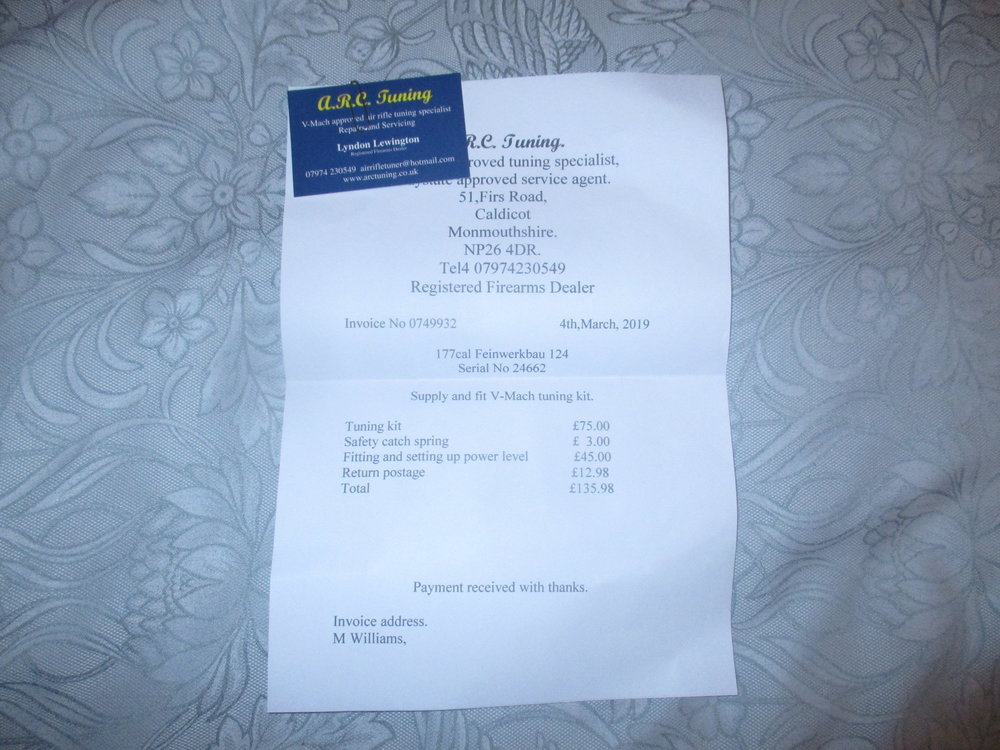 A.R.C. Tuning
V-Mach approved air rifle tuning specialist
Repairs and Servicing
Lyndon Lewington
Registered Firearms Dealer
07974 230549 airrifletuner@hotmail.com
www.arctuning.co.uk
R.C. Tuning.
roved tuning specialist,
approved service agent.
51,Firs Road,
Caldicot
Monmouthshire.
NP26 4DR.
Tel4 07974230549
Registered Firearms Dealer
Invoice No 0749932 4th,March, 2019
177cal Feinwerkbau 124
Serial No 24662
Supply and fit V-Mach tuning kit.
Tuning kit £75.00
Safety catch spring £ 3.00
Fitting and setting up power level £45.00
Return postage £12.98
Total £135.98
Payment received with thanks.
Invoice address.
M Williams,